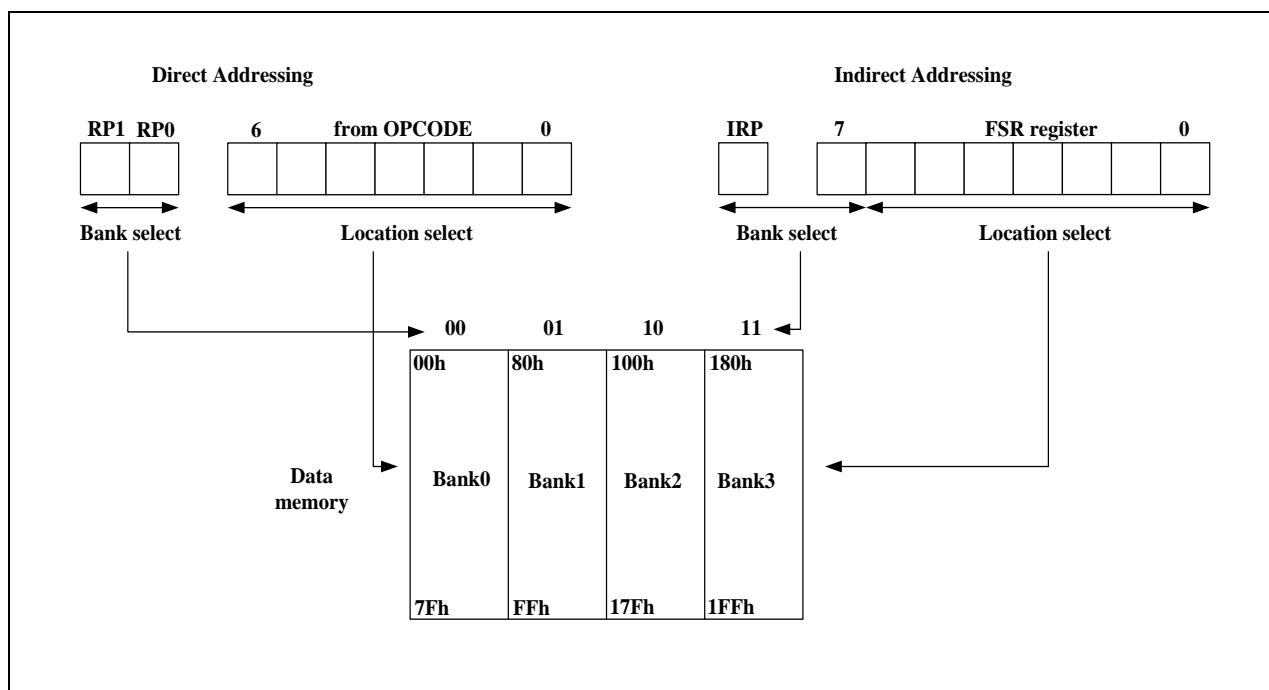 Direct Addressing
Indirect Addressing
RP1 RP0
6 from OPCODE 0
IRP
7 FSR register 0
Bank select
Location select
Bank select
Location select
00 01 10 11
00h 80h 100h 180h
Data
memory
Bank0 Bank1 Bank2 Bank3
7Fh FFh 17Fh 1FFh